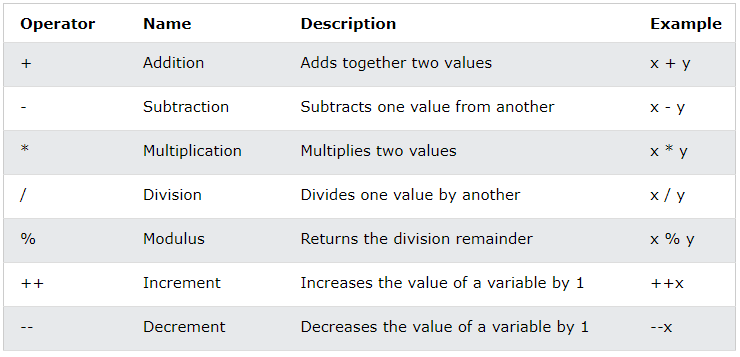 Operator Name Description Example
+ Addition Adds together two values x + y
- Subtraction Subtracts one value from another x - y
* Multiplication Multiplies two values x * y
/ Division Divides one value by another x / y
% Modulus Returns the division remainder x % y
++ Increment Increases the value of a variable by 1 ++x
-- Decrement Decreases the value of a variable by 1 --x